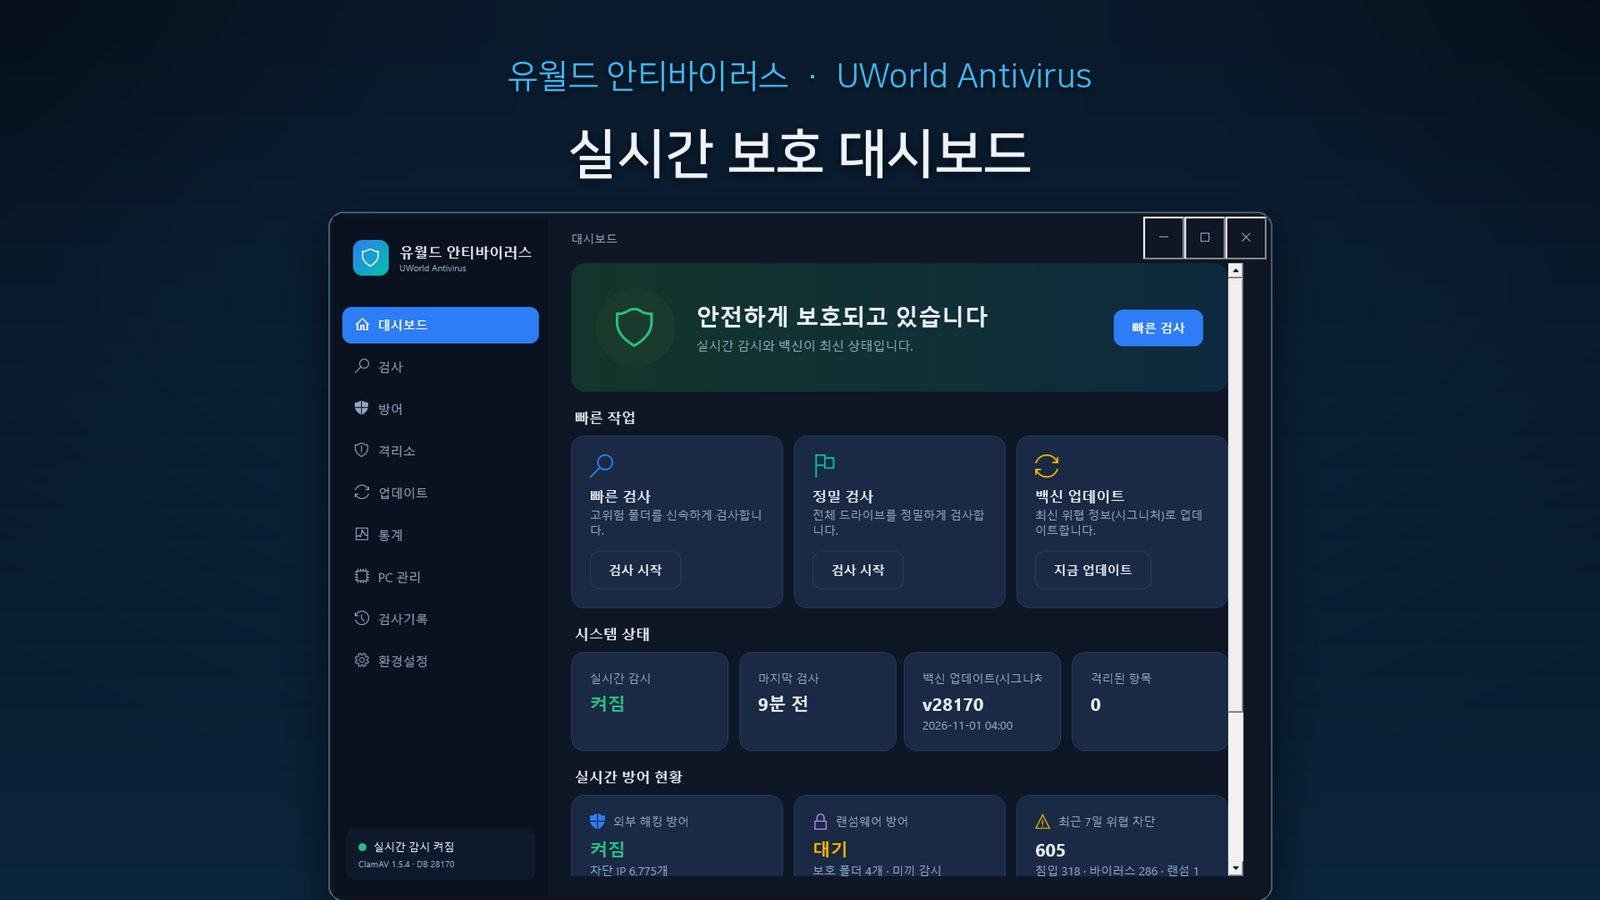 유월드 안티바이러스 · UWorld Antivirus
실시간 보호 대시보드
유월드 안티바이러스
UWorld Antivirus
대시보드
검사
방어
격리소
업데이트
통계
PC 관리
검사기록
환경설정
실시간 감시 켜짐
ClamAV 1.5.4 · DB 28170
대시보드
안전하게 보호되고 있습니다
실시간 감시와 백신이 최신 상태입니다.
빠른 검사
빠른 작업
빠른 검사
고위험 폴더를 신속하게 검사합니
다.
검사 시작
정밀 검사
전체 드라이브를 정밀하게 검사합
니다.
검사 시작
백신 업데이트
최신 위협 정보(시그니처)로 업데
이트합니다.
지금 업데이트
시스템 상태
실시간 감시
켜짐
마지막 검사
9분 전
백신 업데이트(시그니처
v28170
2026-11-01 04:00
격리된 항목
0
실시간 방어 현황
외부 해킹 방어
켜짐
차단 IP 6,775개
랜섬웨어 방어
대기
보호 폴더 4개 · 미끼 감시
최근 7일 위협 차단
605
침입 318 · 바이러스 286 · 랜섬 1